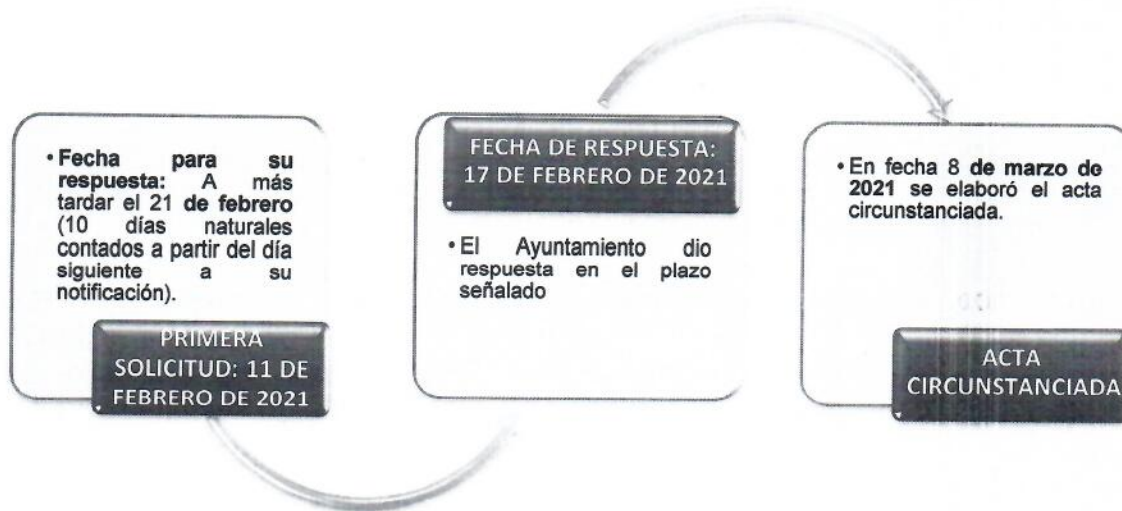 • Fecha para su
respuesta: A más
tardar el 21 de febrero
(10 días naturales
contados a partir del día
siguiente a su
notificación).
PRIMERA
SOLICITUD: 11 DE
FEBRERO DE 2021
FECHA DE RESPUESTA:
17 DE FEBRERO DE 2021
• El Ayuntamiento dio
respuesta en el plazo
señalado
• En fecha 8 de marzo de
2021 se elaboró el acta
circunstanciada.
ACTA
CIRCUNSTANCIADA